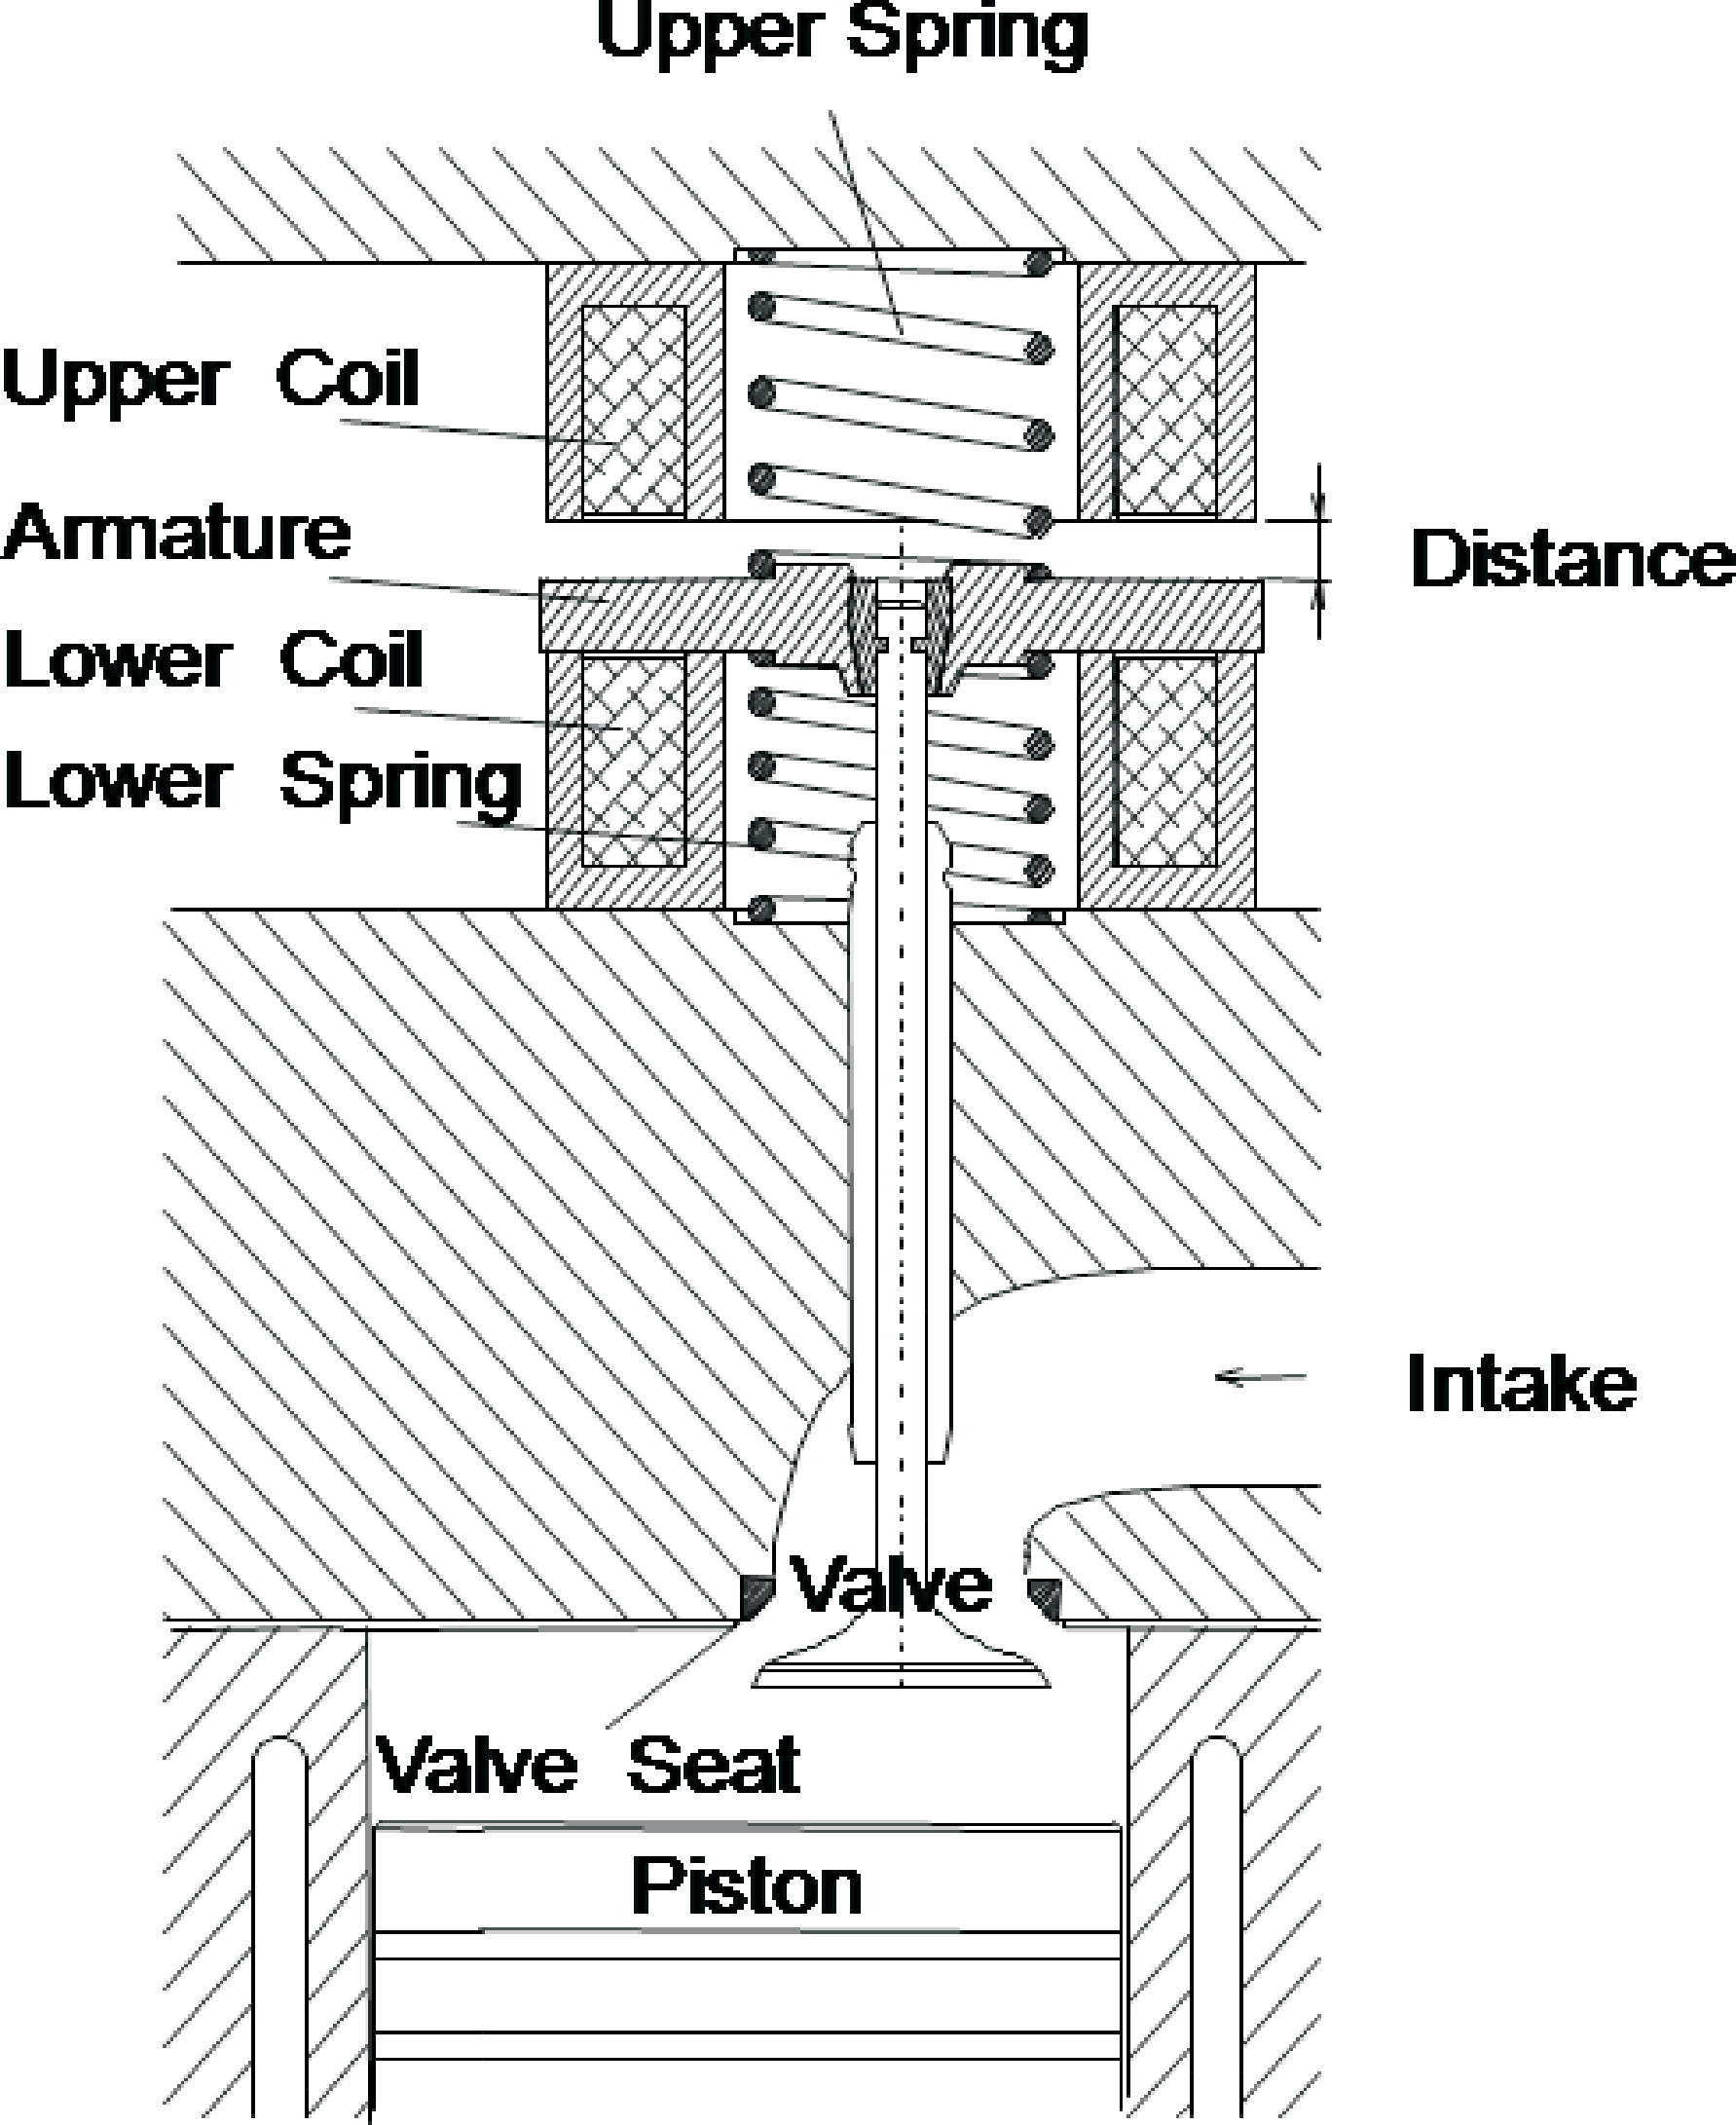 Upper Spring
Upper Coil
Armature
Distance
Lower Coil
Lower Spring
Intake
Valve
Valve Seat
Piston